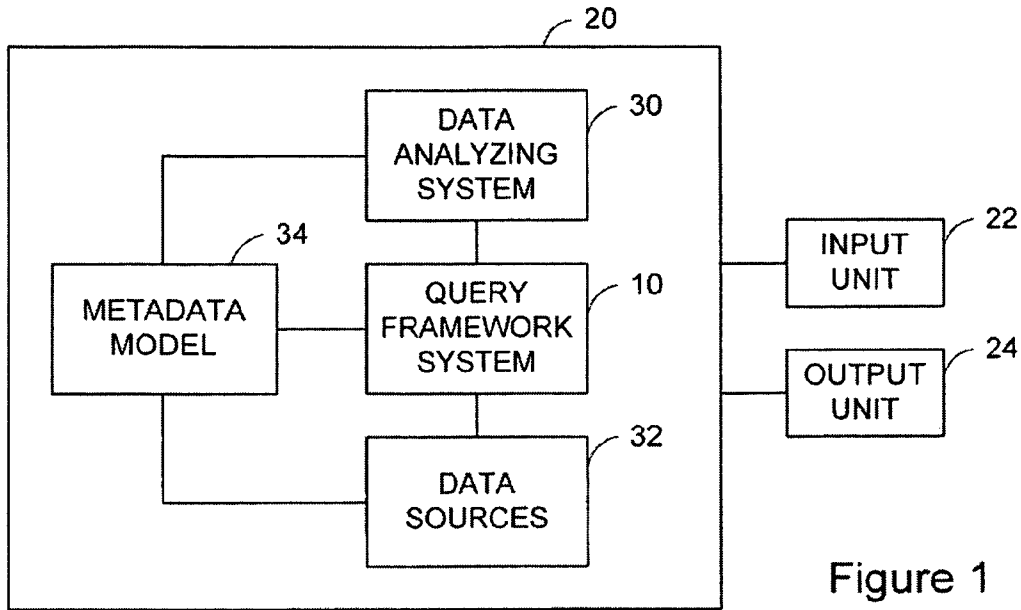 20
DATA
ANALYZING
SYSTEM
30
34
METADATA
MODEL
QUERY
FRAMEWORK
SYSTEM
10
INPUT
UNIT
22
OUTPUT
UNIT
24
DATA
SOURCES
32
Figure 1